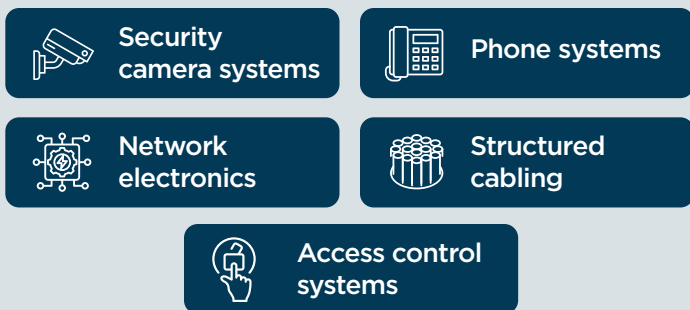 Security
camera systems
Phone systems
Network
electronics
Structured
cabling
Access control
systems